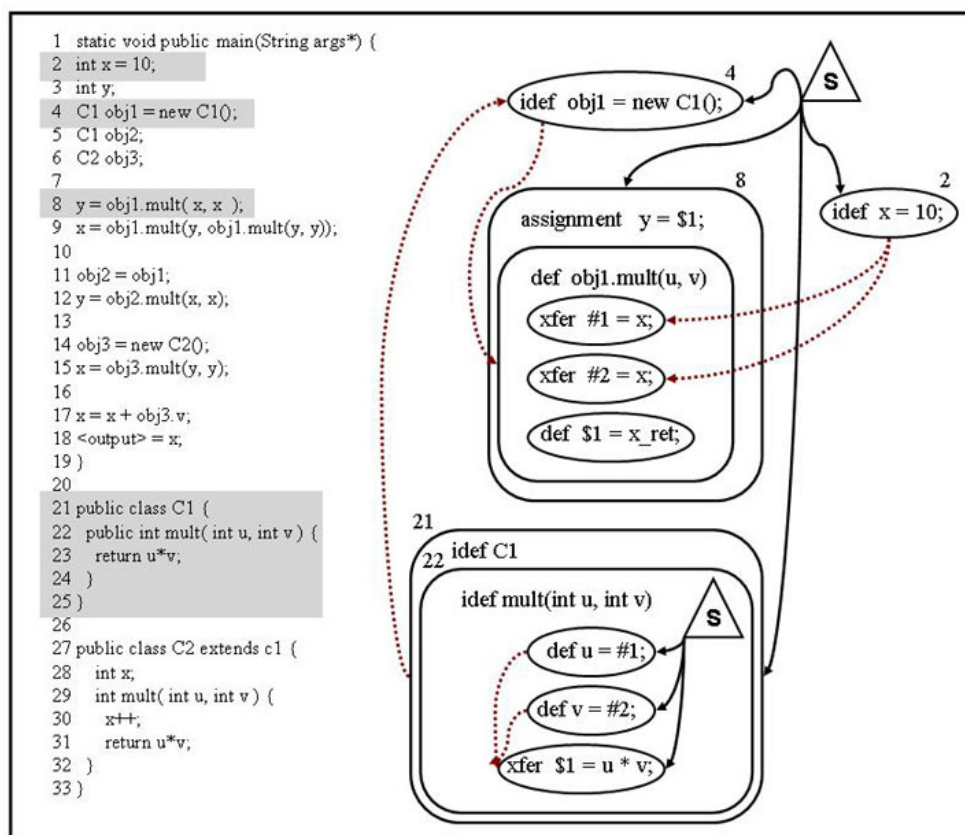 1 static void public main(String args*) {
2 int x = 10;
3 int y;
4 C1 obj1 = new C1();
5 C1 obj2;
6 C2 obj3;
7
8 y = obj1.mult( x, x );
9 x = obj1.mult(y, obj1.mult(y, y));
10
11 obj2 = obj1;
12 y = obj2.mult(x, x);
13
14 obj3 = new C2();
15 x = obj3.mult(y, y);
16
17 x = x + obj3.v;
18 <output> = x;
19 }
20
21 public class C1 {
22 public int mult( int u, int v ) {
23 return u*v;
24 }
25 }
26
27 public class C2 extends c1 {
28 int x;
29 int mult( int u, int v ) {
30 x++;
31 return u*v;
32 }
33 }
S
4
idef obj1 = new C1();
2
idef x = 10;
8
assignment y = $1;
def obj1.mult(u, v)
xfer #1 = x;
xfer #2 = x;
def $1 = x_ret;
21
idef C1
22
idef mult(int u, int v)
S
def u = #1;
def v = #2;
xfer $1 = u * v;